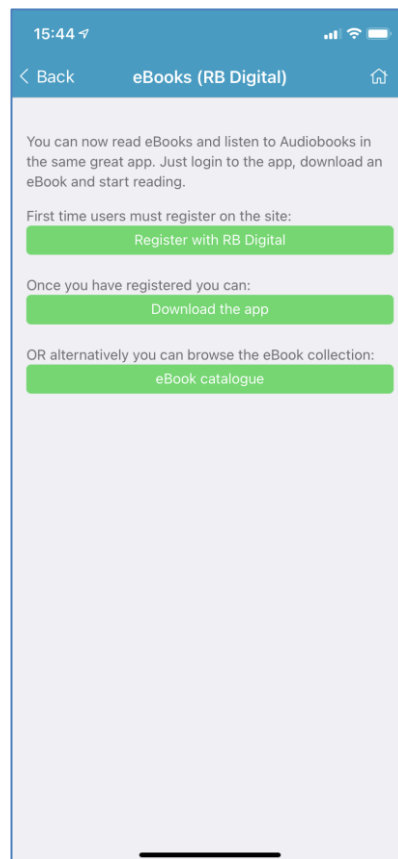 15:44
Back
eBooks (RB Digital)
You can now read eBooks and listen to Audiobooks in
the same great app. Just login to the app, download an
eBook and start reading.
First time users must register on the site:
Register with RB Digital
Once you have registered you can:
Download the app
OR alternatively you can browse the eBook collection:
eBook catalogue